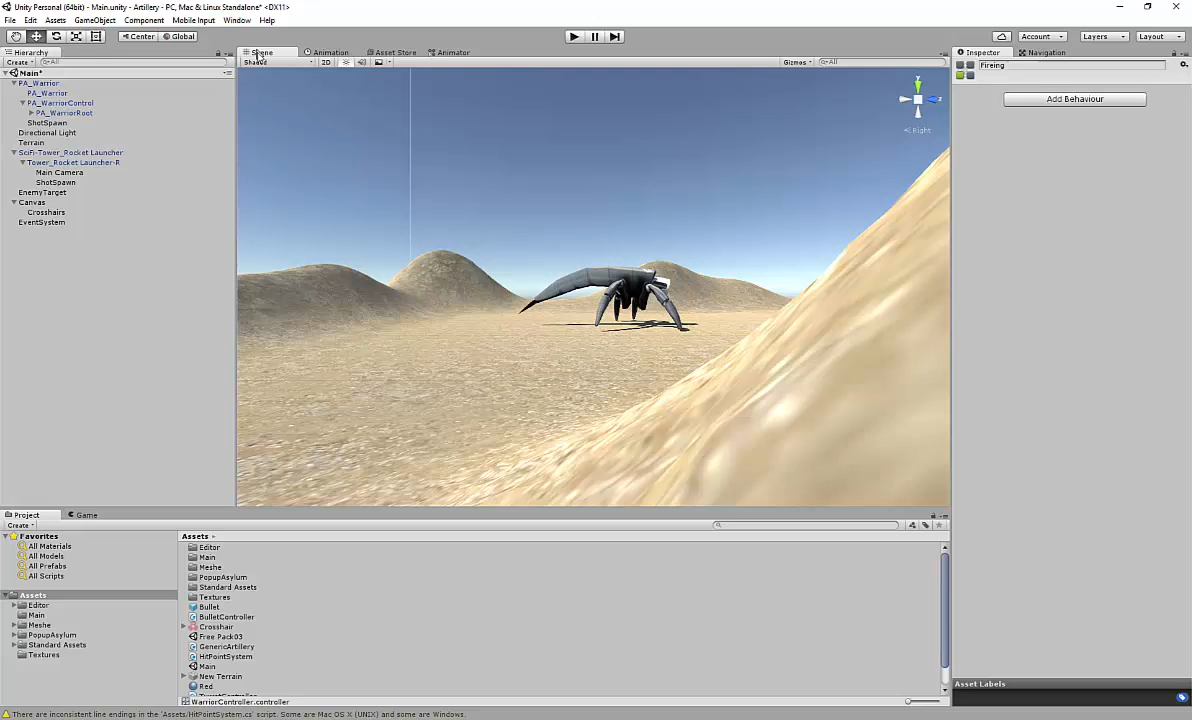 Unity Personal (64bit) - Main.unity - Artillery - PC, Mac & Linux Standalone* <DX11>
File Edit Assets GameObject Component Mobile Input Window Help
Center Global Account Layers Layout
Hierarchy Scene Animation Asset Store Animator Inspector Navigation
Create All Shaded 2D Gizmos All Fireing
Main*
PA_Warrior
PA_Warrior
PA_WarriorControl
PA_WarriorRoot
ShotSpawn
Directional Light
Terrain
SciFi-Tower_Rocket Launcher
Tower_Rocket Launcher-R
Main Camera
ShotSpawn
EnemyTarget
Canvas
Crosshairs
EventSystem
y
z
Right
Add Behaviour
Project Game
Create
Favorites
All Materials
All Models
All Prefabs
All Scripts
Assets
Editor
Main
Meshe
PopupAsylum
Standard Assets
Textures
Assets
Editor
Main
Meshe
PopupAsylum
Standard Assets
Textures
Bullet
BulletController
Crosshair
Free Pack03
GenericArtillery
HitPointSystem
Main
New Terrain
Red
WarriorController.controller
Asset Labels
There are inconsistent line endings in the 'Assets/HitPointSystem.cs' script. Some are Mac OS X (UNIX) and some are Windows.